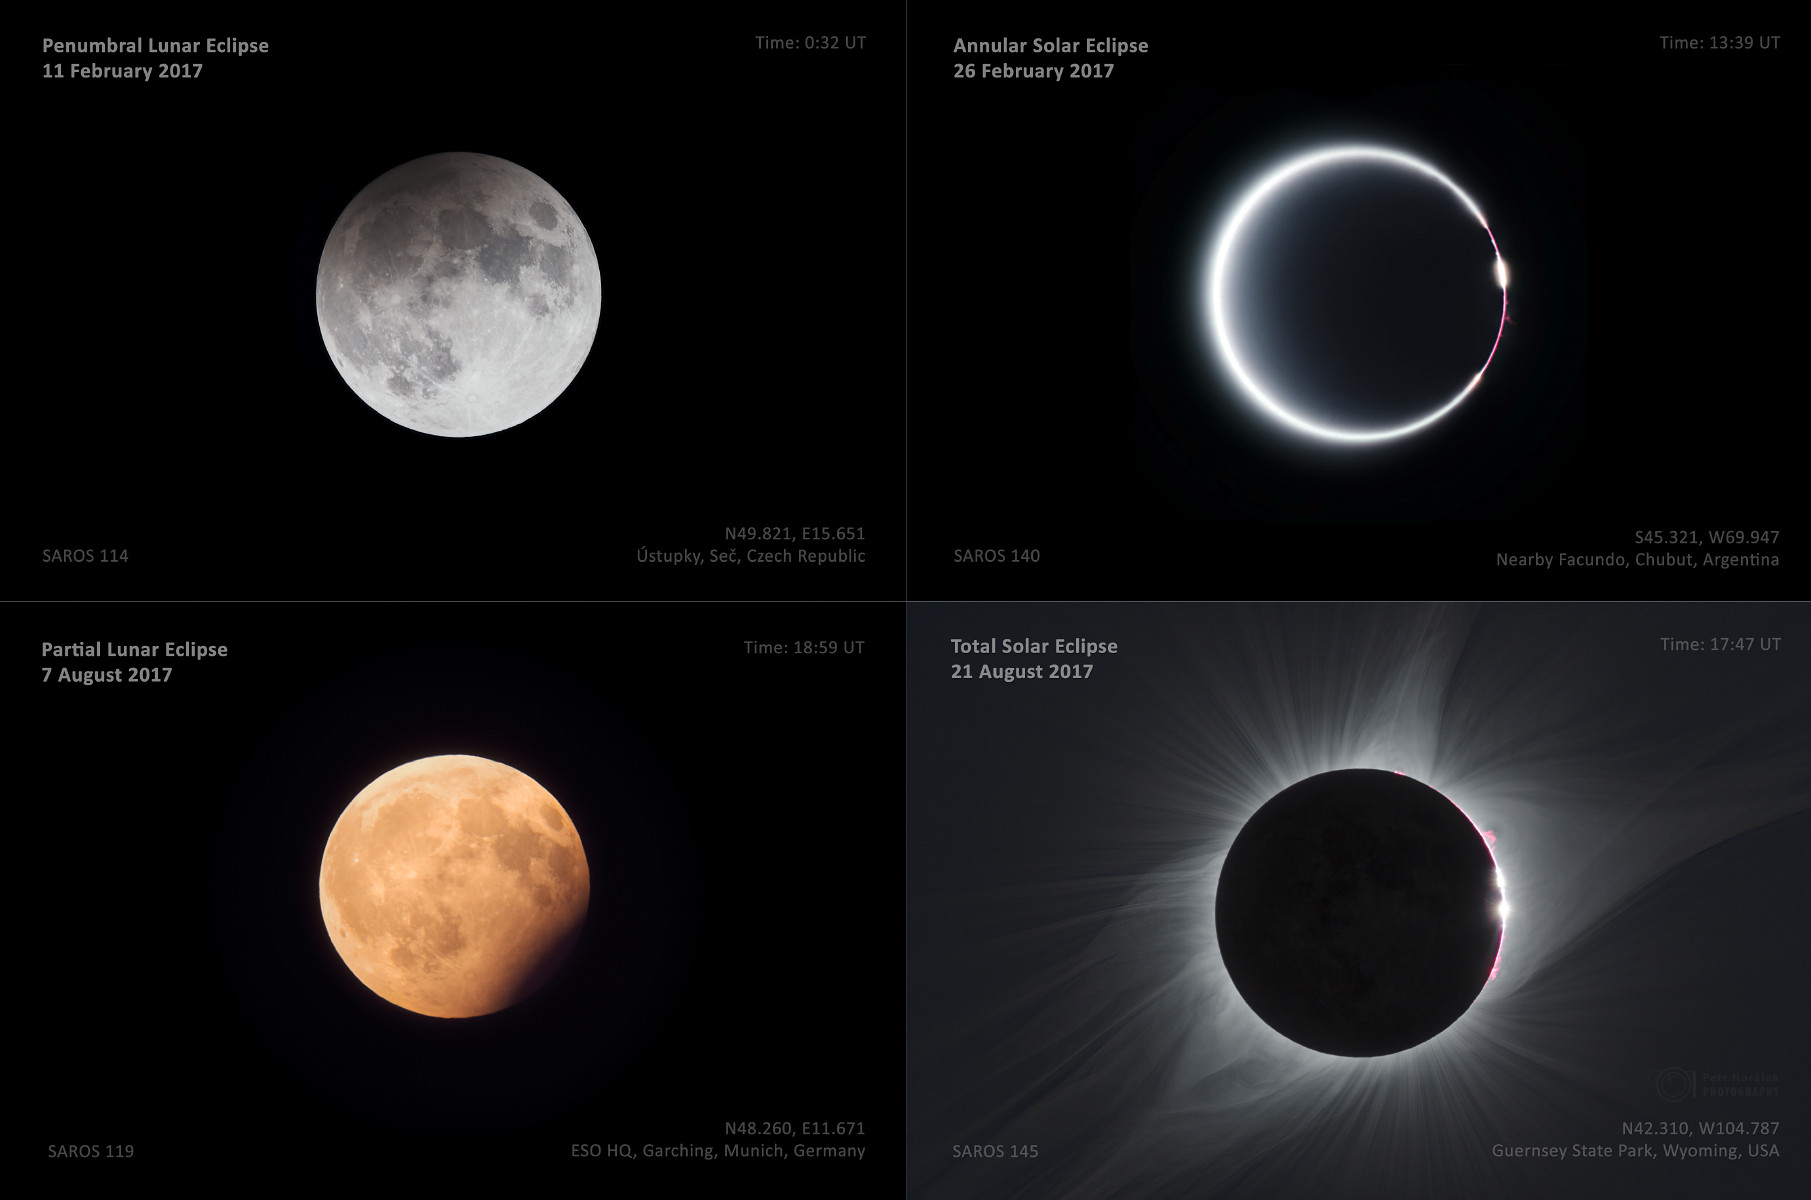 Penumbral Lunar Eclipse
11 February 2017
Time: 0:32 UT
SAROS 114
N49.821, E15.651
Ústupky, Seč, Czech Republic
Annular Solar Eclipse
26 February 2017
Time: 13:39 UT
SAROS 140
S45.321, W69.947
Nearby Facundo, Chubut, Argentina
Partial Lunar Eclipse
7 August 2017
Time: 18:59 UT
SAROS 119
N48.260, E11.671
ESO HQ, Garching, Munich, Germany
Total Solar Eclipse
21 August 2017
Time: 17:47 UT
Petr Horálek
PHOTOGRAPHY
SAROS 145
N42.310, W104.787
Guernsey State Park, Wyoming, USA